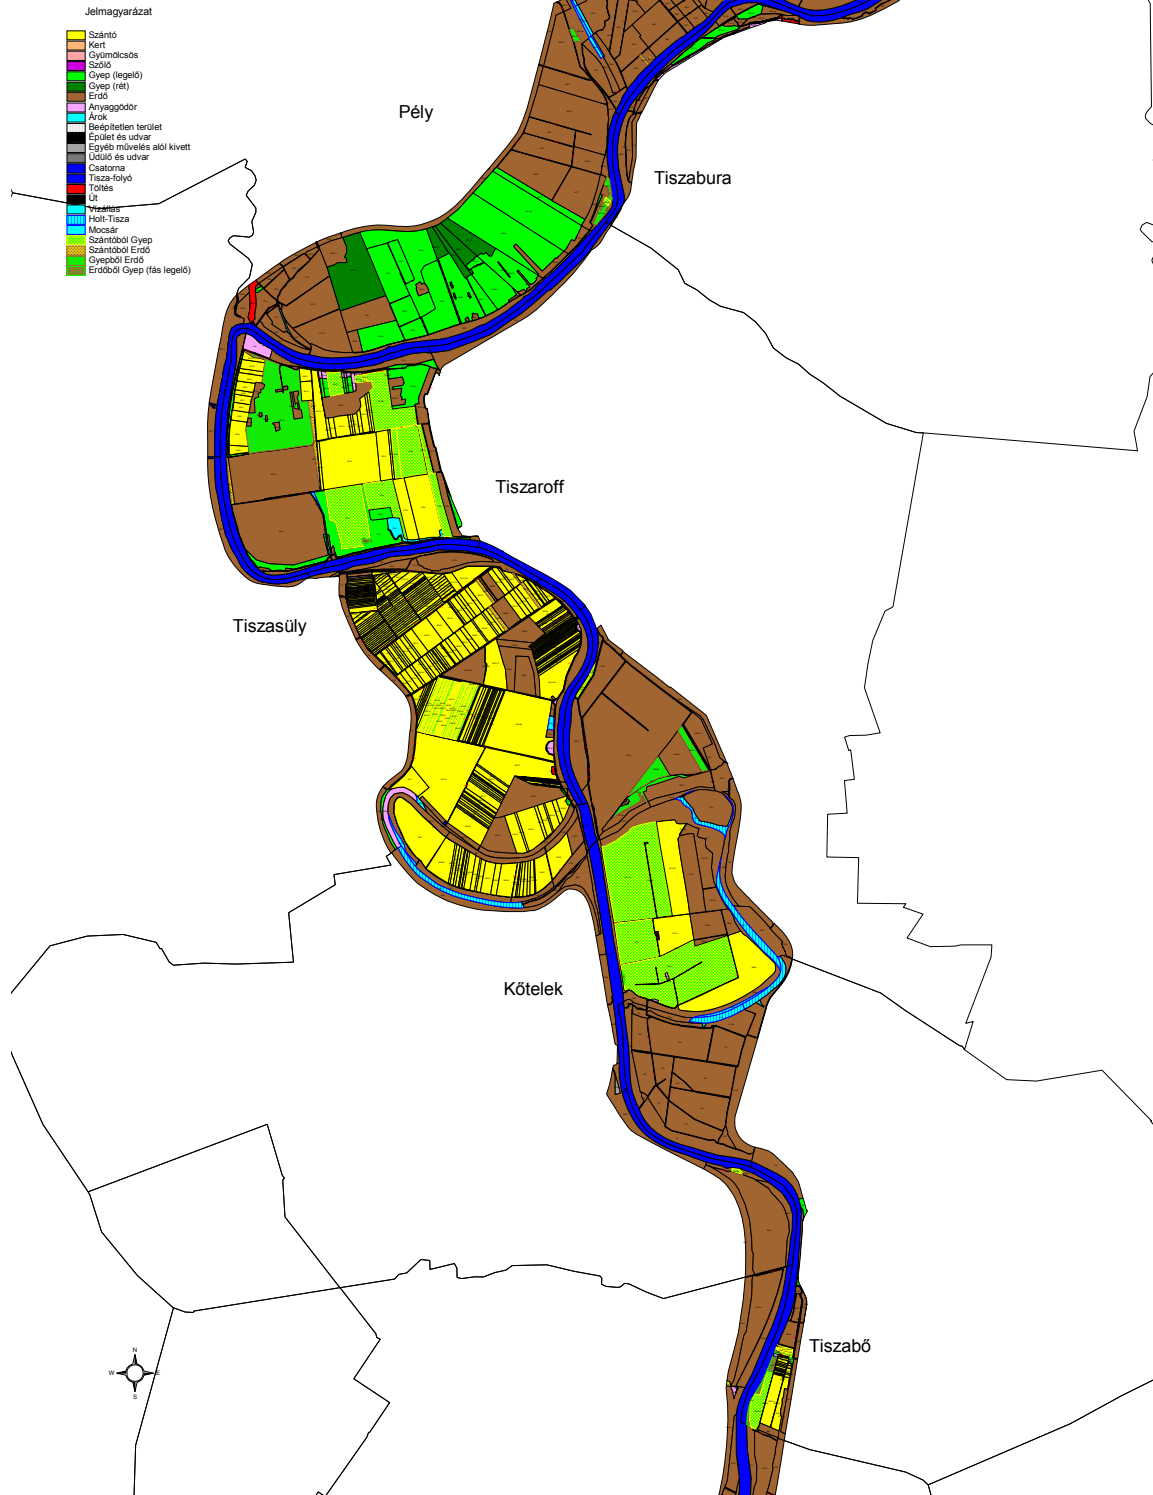 Jelmagyarázat
Szántó
Kert
Gyümölcsös
Szőlő
Gyep (legelő)
Gyep (rét)
Erdő
Anyaggödör
Árok
Beépítetlen terület
Épület és udvar
Egyéb művelés alól kivett
Üdülő és udvar
Csatorna
Tisza-folyó
Töltés
Út
Vízállás
Holt-Tisza
Mocsár
Szántóból Gyep
Szántóból Erdő
Gyepből Erdő
Erdőből Gyep (fás legelő)
Pély
Tiszabura
Tiszaroff
Tiszasüly
Kőtelek
Tiszabő
N
W E
S